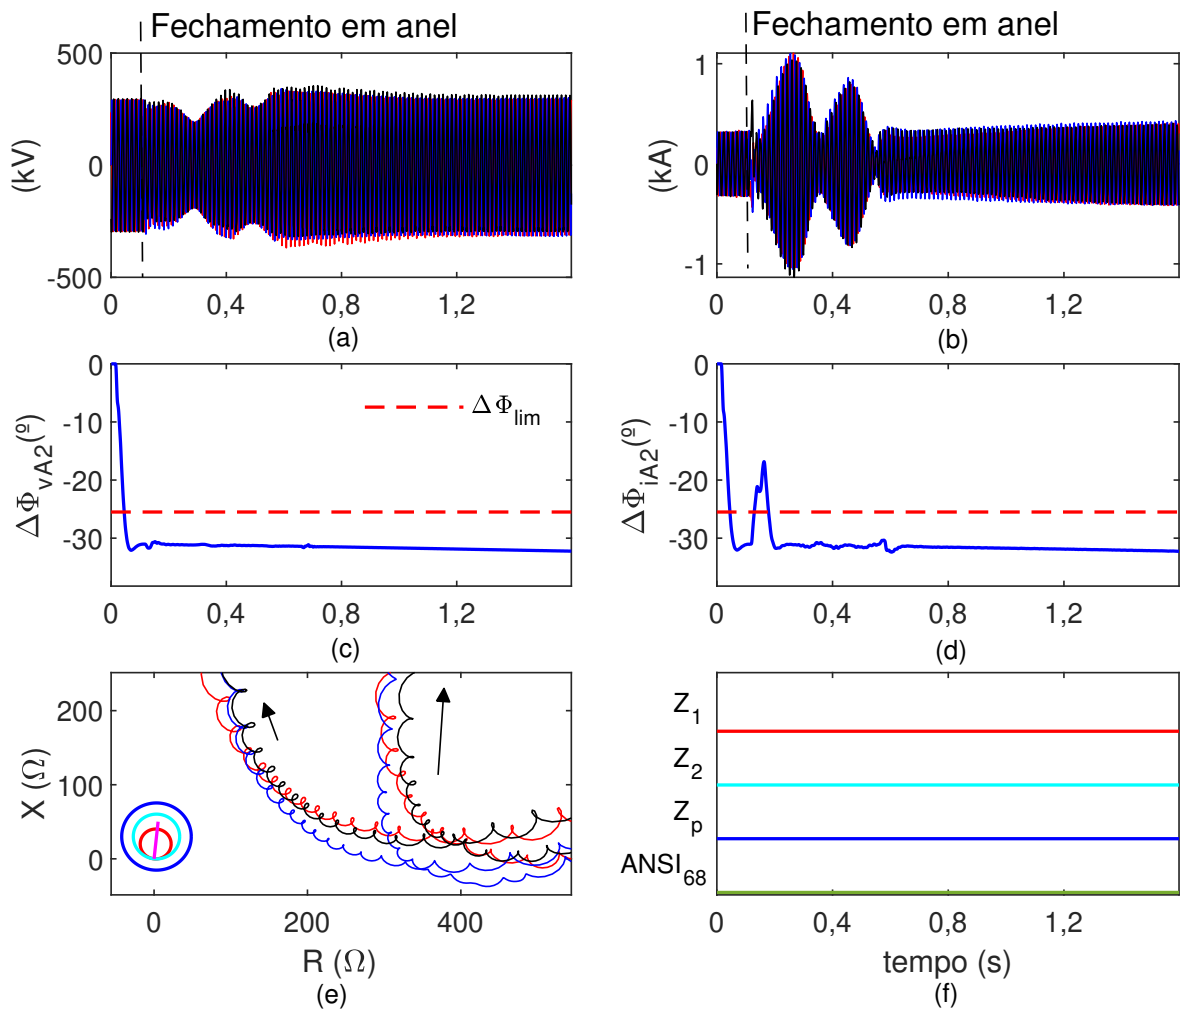 Fechamento em anel
Fechamento em anel
500
0
-500
(kV)
0 0,4 0,8 1,2
(a)
1
0
-1
(kA)
0 0,4 0,8 1,2
(b)
0
-10
-20
-30
ΔΦvA2(º)
ΔΦlim
0 0,4 0,8 1,2
(c)
0
-10
-20
-30
ΔΦiA2(º)
0 0,4 0,8 1,2
(d)
200
100
0
X (Ω)
0 200 400
R (Ω)
(e)
Z1
Z2
Zp
ANSI68
0 0,4 0,8 1,2
tempo (s)
(f)